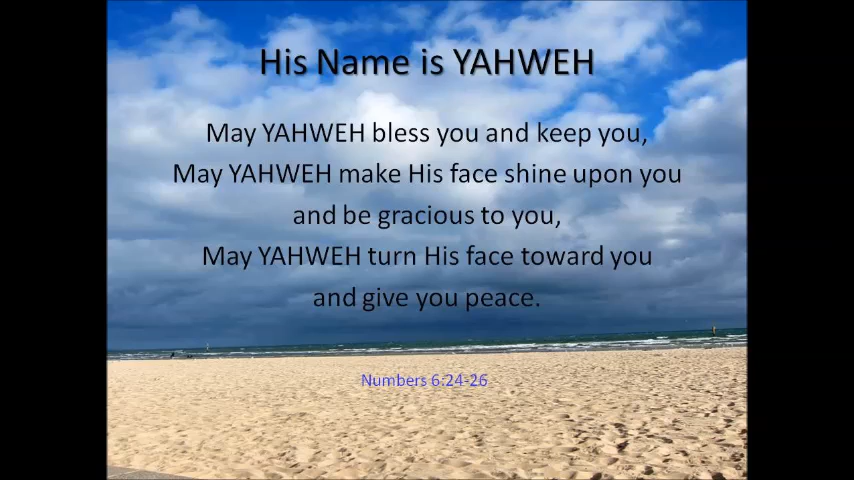 His Name is YAHWEH
May YAHWEH bless you and keep you,
May YAHWEH make His face shine upon you
and be gracious to you,
May YAHWEH turn His face toward you
and give you peace.
Numbers 6:24-26